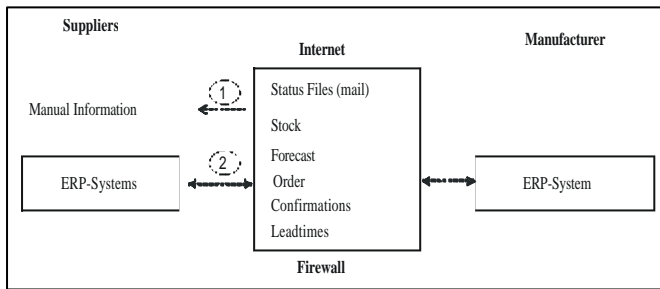 Suppliers
Internet
Manufacturer
1
Status Files (mail)
Manual Information
Stock
2
Forecast
ERP-Systems
Order
ERP-System
Confirmations
Leadtimes
Firewall